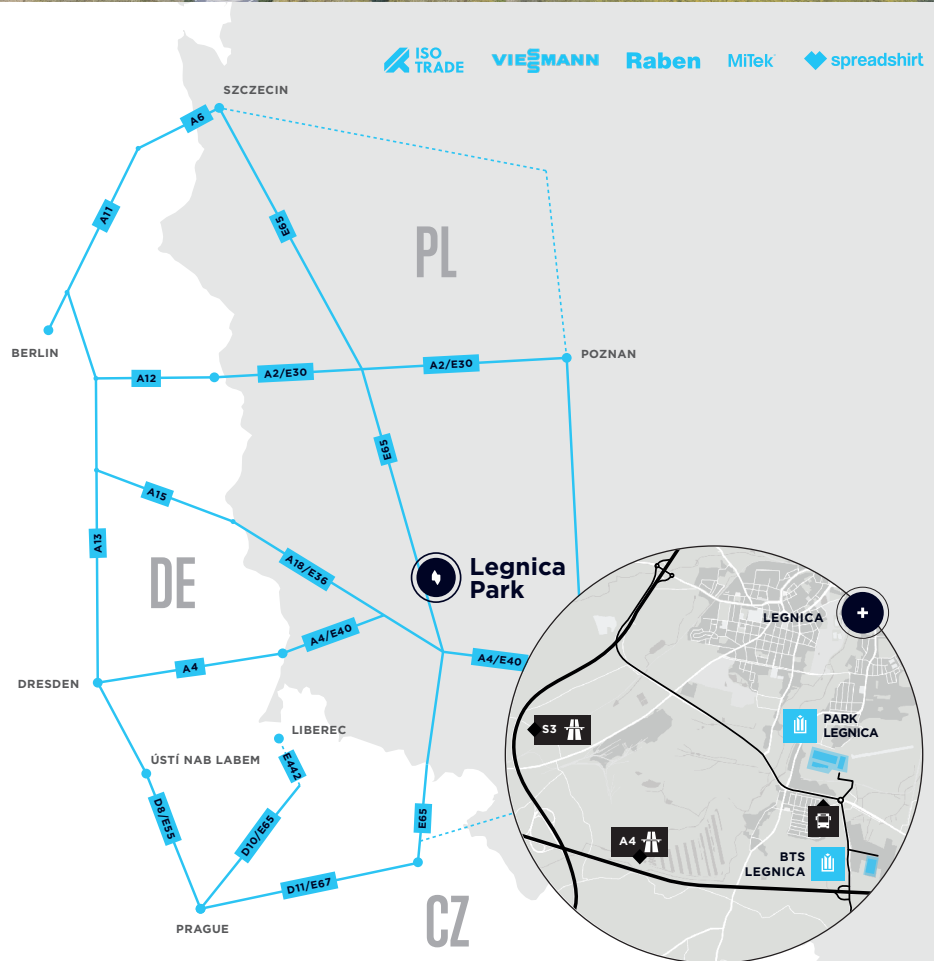 ISO
TRADE
VIESSMANN
Raben
MiTek
spreadshirt
SZCZECIN
A6
A11
E65
PL
BERLIN
A12
A2/E30
A2/E30
POZNAN
E65
A15
A13
A18/E36
DE
Legnica
Park
LEGNICA
A4/E40
A4
A4/E40
DRESDEN
PARK
LEGNICA
S3
LIBEREC
ÚSTÍ NAB LABEM
E442
D8/E55
D10/E65
E65
A4
BTS
LEGNICA
D11/E67
PRAGUE
CZ